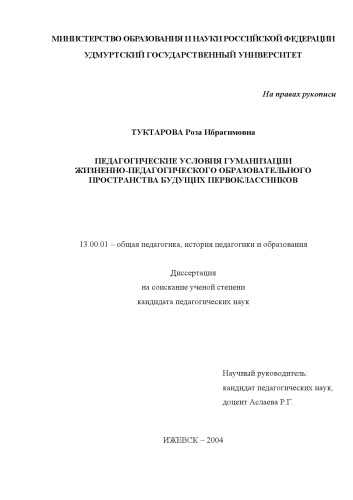 МИНИСТЕРСТВО ОБРАЗОВАНИЯ И НАУКИ РОССИЙСКОЙ ФЕДЕРАЦИИ
УДМУРТСКИЙ ГОСУДАРСТВЕННЫЙ УНИВЕРСИТЕТ
На правах рукописи
ТУКТАРОВА Роза Ибрагимовна
ПЕДАГОГИЧЕСКИЕ УСЛОВИЯ ГУМАНИЗАЦИИ
ЖИЗНЕННО-ПЕДАГОГИЧЕСКОГО ОБРАЗОВАТЕЛЬНОГО
ПРОСТРАНСТВА БУДУЩИХ ПЕРВОКЛАССНИКОВ
13.00.01 – общая педагогика, история педагогики и образования
Диссертация
на соискание ученой степени
кандидата педагогических наук
Научный руководитель:
кандидат педагогических наук,
доцент Аслаева Р.Г.
ИЖЕВСК – 2004